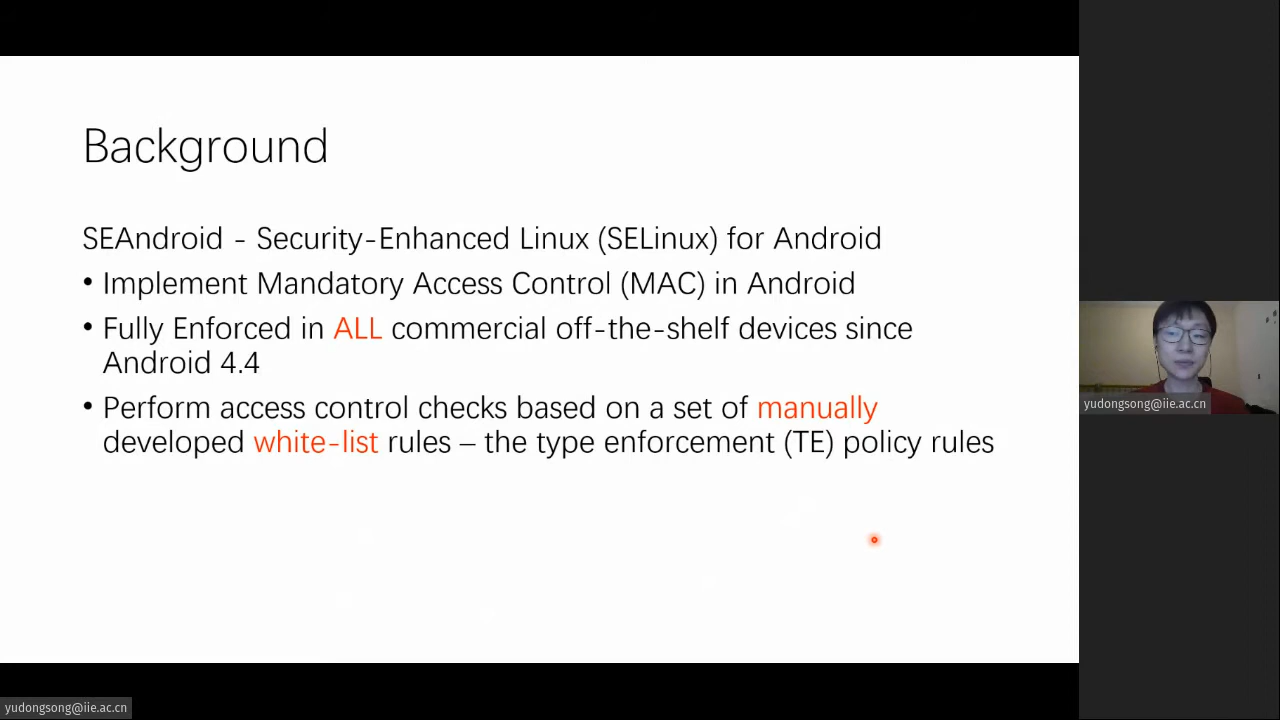 Background
SEAndroid - Security-Enhanced Linux (SELinux) for Android
• Implement Mandatory Access Control (MAC) in Android
• Fully Enforced in ALL commercial off-the-shelf devices since
Android 4.4
• Perform access control checks based on a set of manually
developed white-list rules – the type enforcement (TE) policy rules
yudongsong@iie.ac.cn
yudongsong@iie.ac.cn